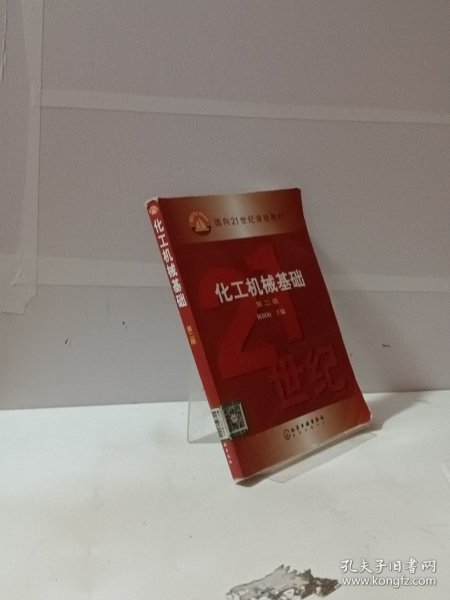 面向21世纪课程教材
化工机械基础
第二版
主编
21
世纪
化学工业出版社
化工机械基础
第二版
孔夫子旧书网
www.kongfz.com